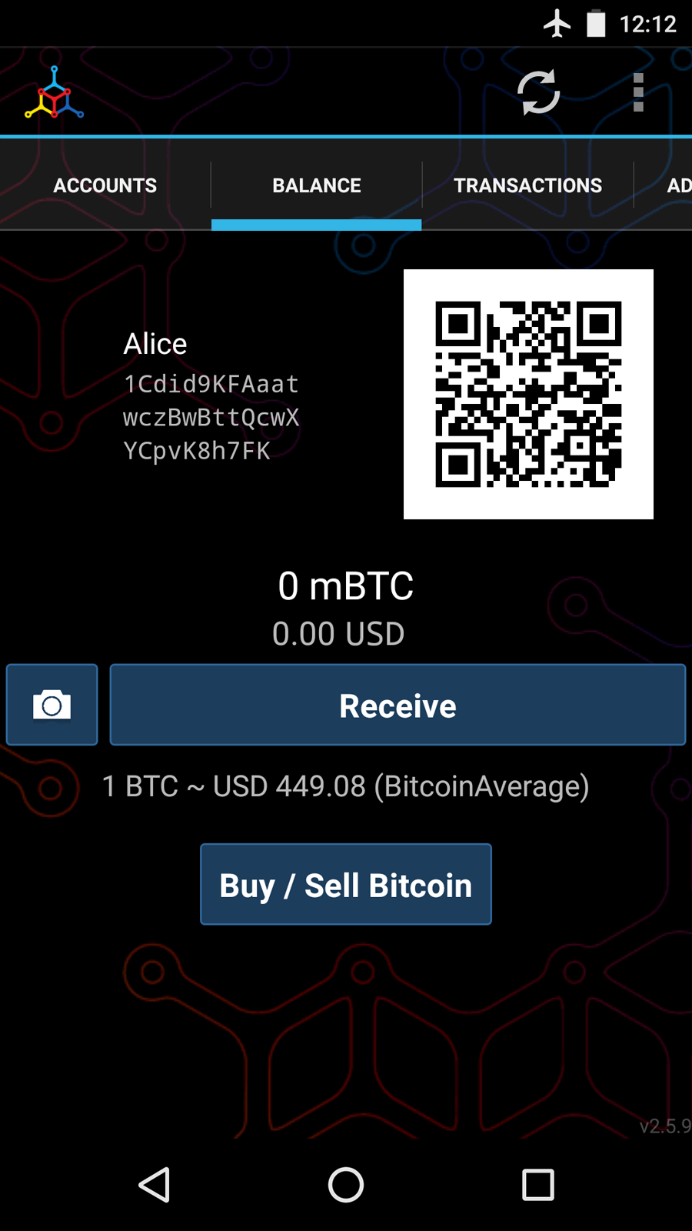 12:12
ACCOUNTS
BALANCE
TRANSACTIONS
AD
Alice
1Cdid9KFAaat
wczBwBttQcwX
YCpvK8h7FK
0 mBTC
0.00 USD
Receive
1 BTC ~ USD 449.08 (BitcoinAverage)
Buy / Sell Bitcoin
v2.5.9